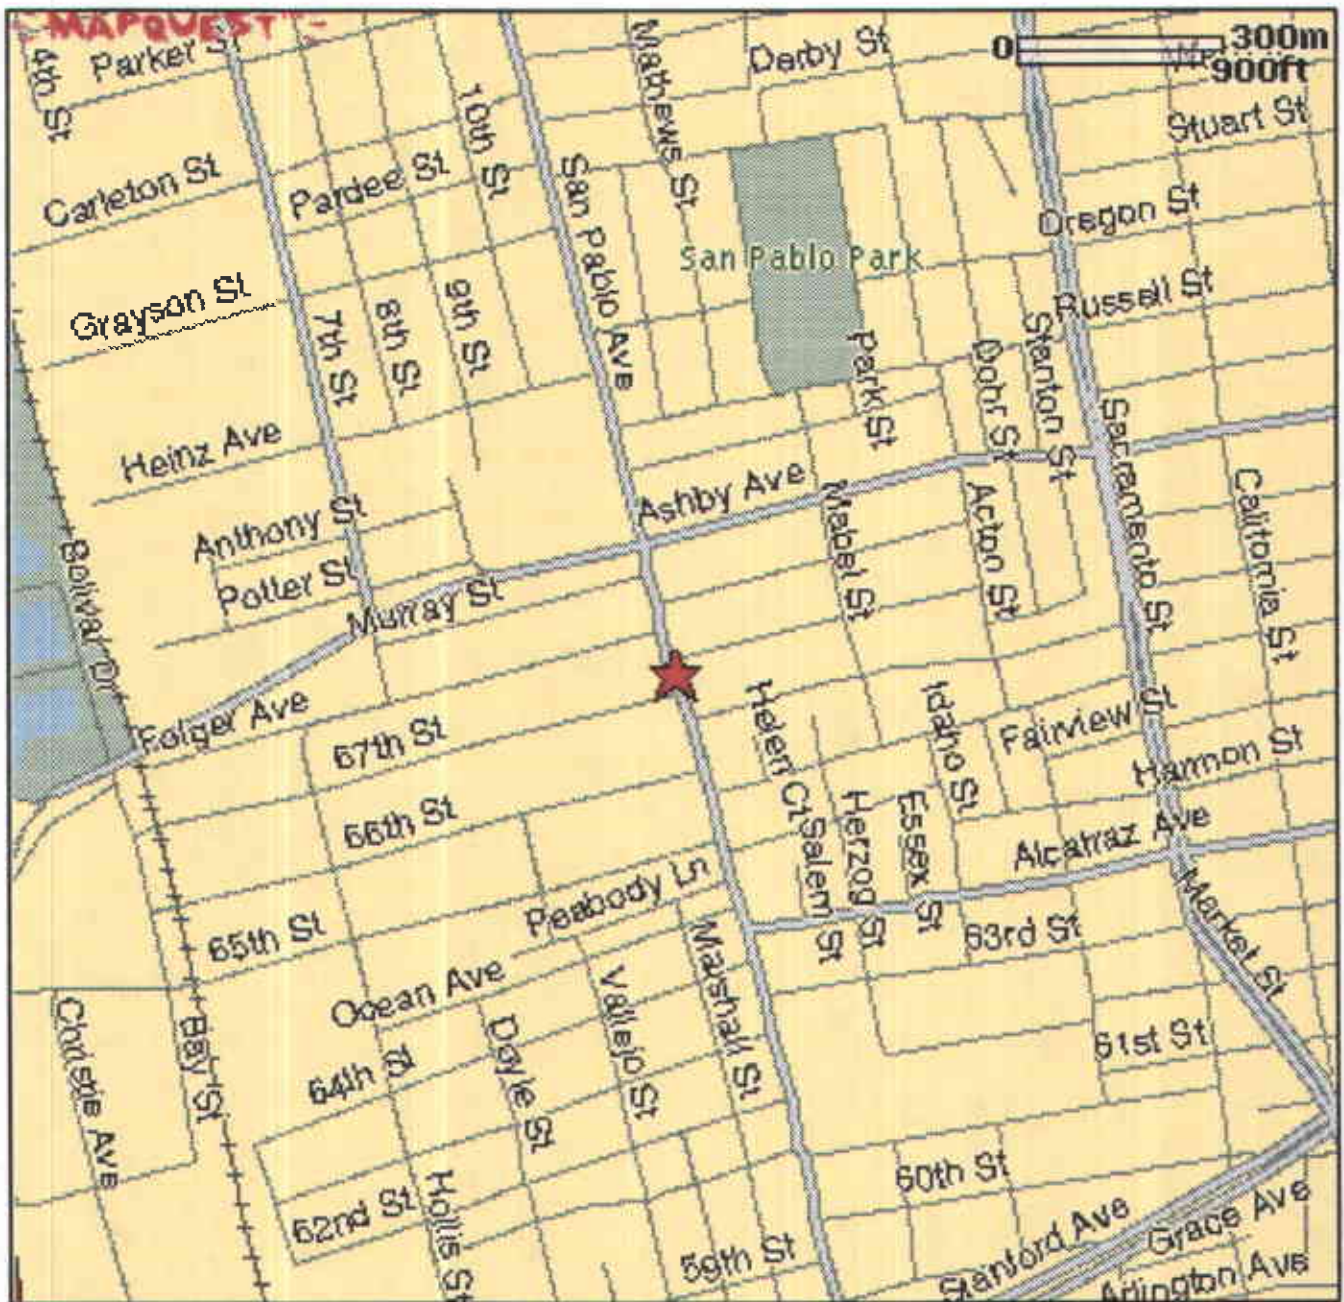 MAPQUEST
4th St
Parker St
Mathews St
Derby St
0 300m
900ft
Stuart St
10th St
Carleton St
Pardee St
San Pablo Ave
Oregon St
San Pablo Park
Grayson St
7th St
8th St
9th St
Russell St
Park St
Dohr St
Stanton St
Sacramento St
Heinz Ave
Ashby Ave
Mabel St
Acton St
California St
Anthony St
Potter St
Murray St
Bolivar Dr
Folger Ave
67th St
Helen Ct
Idaho St
Fairview St
Harmon St
66th St
Salem St
Herzog St
Essex St
Alcatraz Ave
Peabody Ln
65th St
Marshall St
63rd St
Market St
Ocean Ave
Vallejo St
Christie Ave
Bay St
Doyle St
64th St
61st St
62nd St
Hollis St
60th St
59th St
Stanford Ave
Grace Ave
Arlington Ave